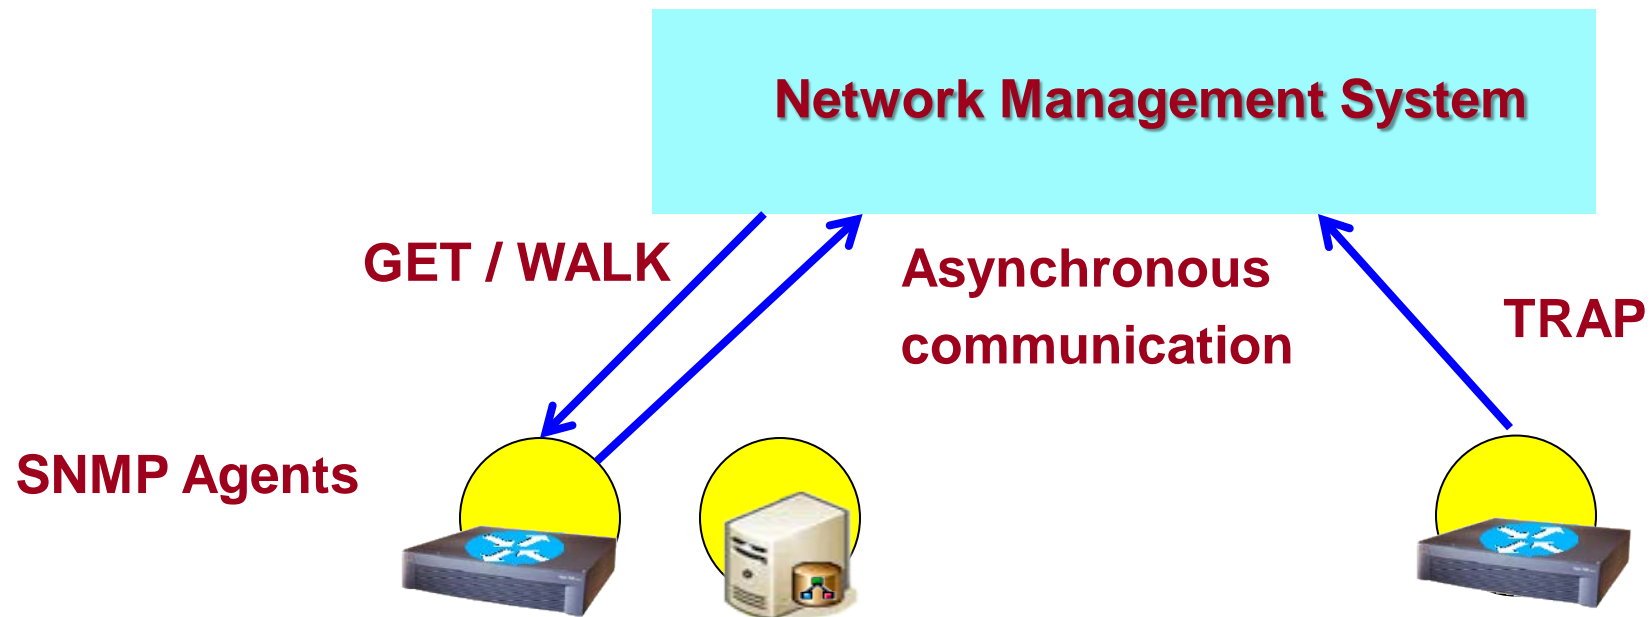 Network Management System
GET / WALK
Asynchronous
communication
TRAP
SNMP Agents